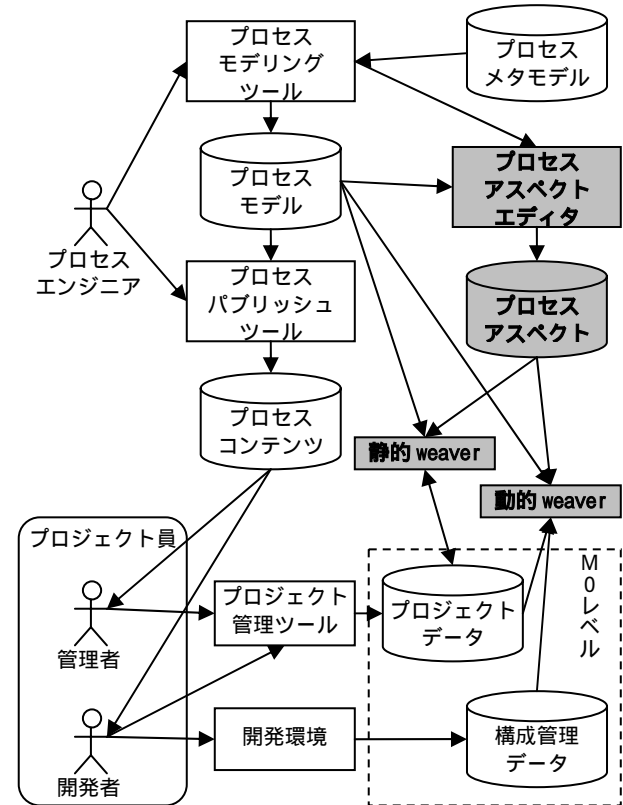 プロセス
モデリング
ツール
プロセス
メタモデル
プロセス
モデル
プロセス
アスペクト
エディタ
プロセス
エンジニア
プロセス
パブリッシュ
ツール
プロセス
アスペクト
プロセス
コンテンツ
静的 weaver
動的 weaver
プロジェクト員
管理者
プロジェクト
管理ツール
プロジェクト
データ
M0レベル
開発者
開発環境
構成管理
データ